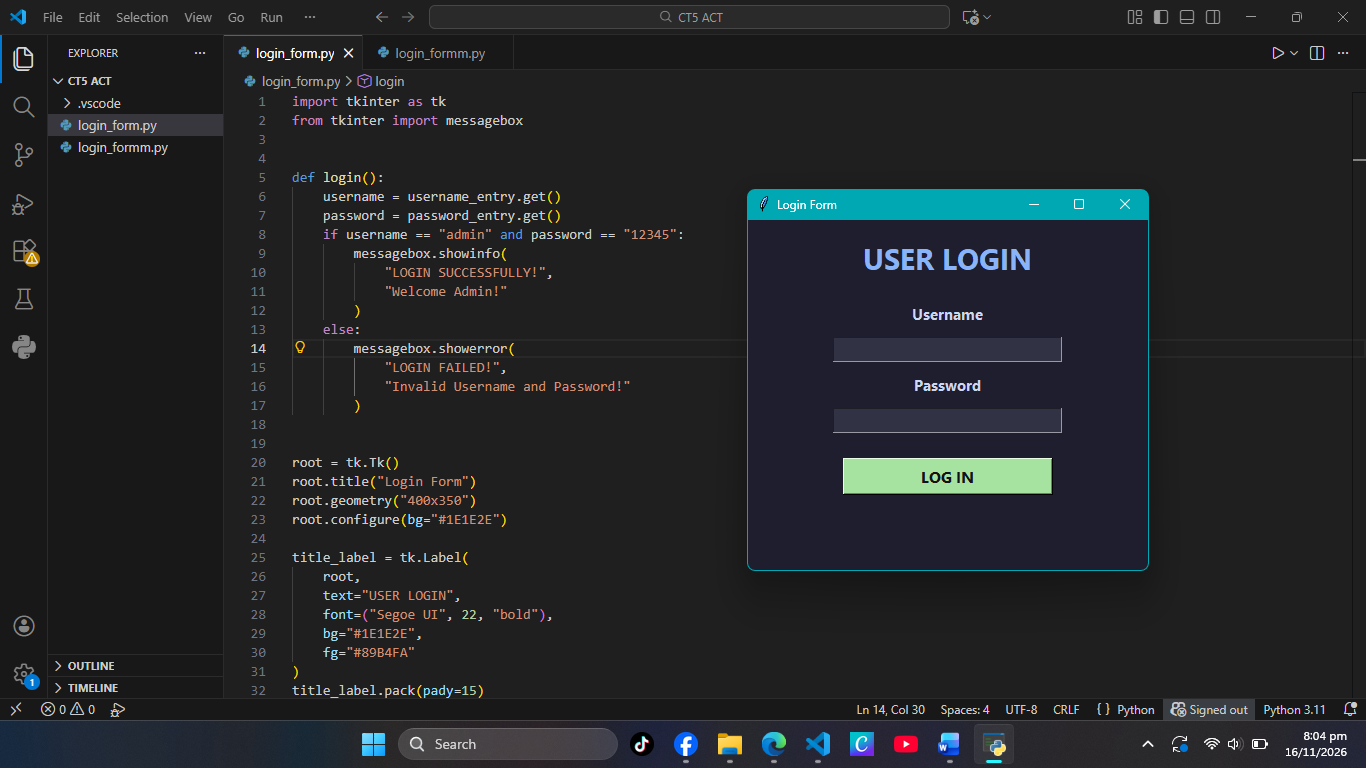 File Edit Selection View Go Run ··· CT5 ACT
EXPLORER ···
CT5 ACT
.vscode
login_form.py
login_formm.py
OUTLINE
TIMELINE
login_form.py login_formm.py
login_form.py > login
1 import tkinter as tk
2 from tkinter import messagebox
3
4
5 def login():
6 username = username_entry.get()
7 password = password_entry.get()
8 if username == "admin" and password == "12345":
9 messagebox.showinfo(
10 "LOGIN SUCCESSFULLY!",
11 "Welcome Admin!"
12 )
13 else:
14 messagebox.showerror(
15 "LOGIN FAILED!",
16 "Invalid Username and Password!"
17 )
18
19
20 root = tk.Tk()
21 root.title("Login Form")
22 root.geometry("400x350")
23 root.configure(bg="#1E1E2E")
24
25 title_label = tk.Label(
26 root,
27 text="USER LOGIN",
28 font=("Segoe UI", 22, "bold"),
29 bg="#1E1E2E",
30 fg="#89B4FA"
31 )
32 title_label.pack(pady=15)
Login Form
USER LOGIN
Username
Password
LOG IN
0 0 Ln 14, Col 30 Spaces: 4 UTF-8 CRLF {} Python Signed out Python 3.11
1
Search
8:04 pm
16/11/2026